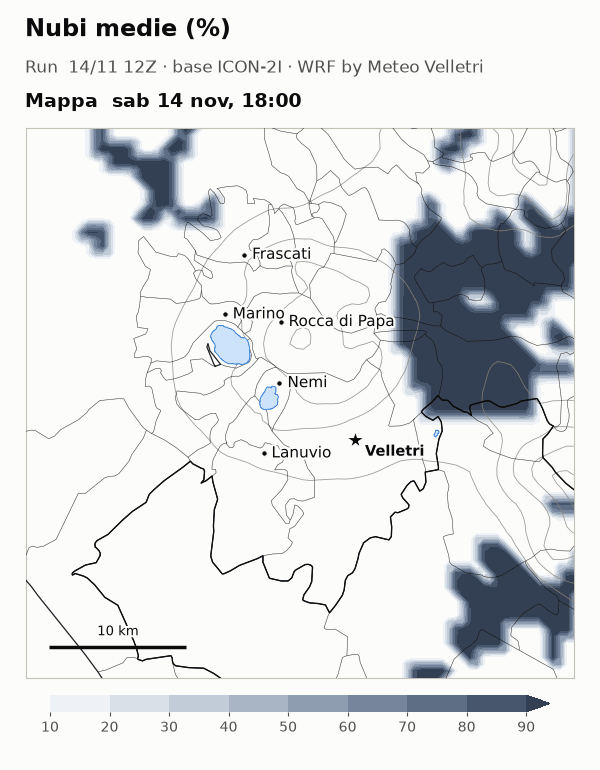 Nubi medie (%)
Run  14/11 12Z · base ICON-2I · WRF by Meteo Velletri
Mappa  sab 14 nov, 18:00
Frascati
Marino
Rocca di Papa
Nemi
Velletri
Lanuvio
10 km
10 20 30 40 50 60 70 80 90